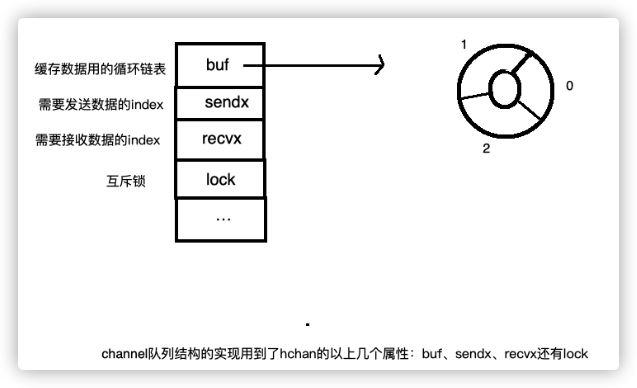 缓存数据用的循环链表 buf
1
0
需要发送数据的index sendx
需要接收数据的index recvx
2
互斥锁 lock
...
channel队列结构的实现用到了hchan的以上几个属性：buf、sendx、recvx还有lock